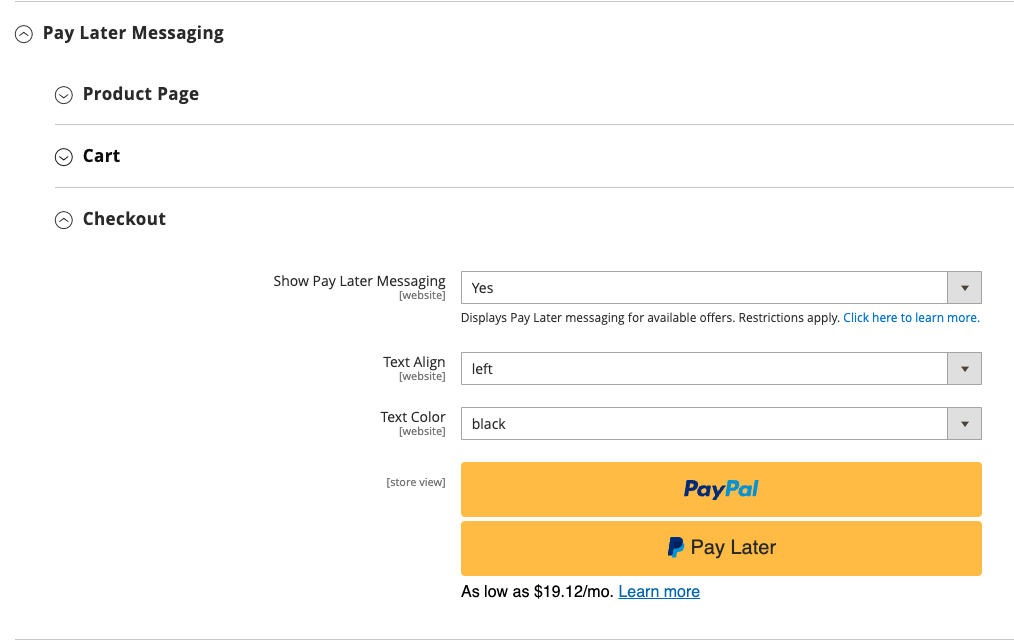 Pay Later Messaging
Product Page
Cart
Checkout
Show Pay Later Messaging
[website]
Yes
Displays Pay Later messaging for available offers. Restrictions apply. Click here to learn more.
Text Align
[website]
left
Text Color
[website]
black
[store view]
PayPal
Pay Later
As low as $19.12/mo. Learn more